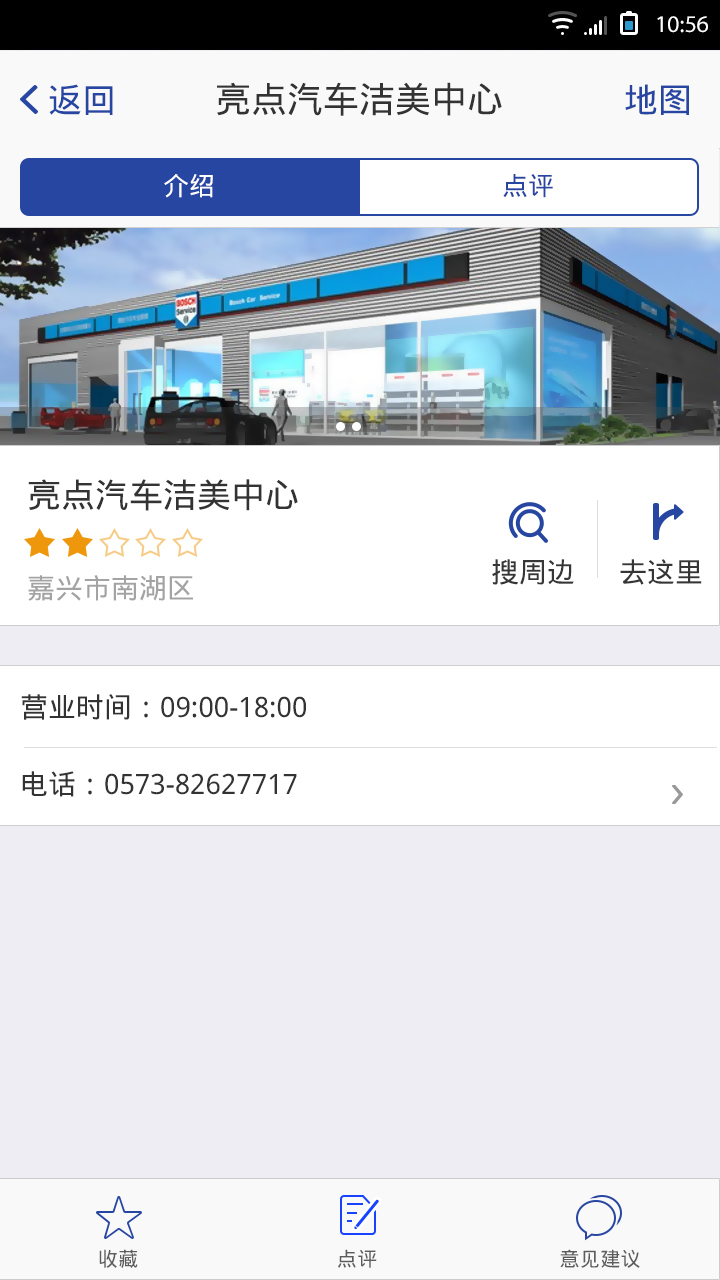 10:56
返回
亮点汽车洁美中心
地图
介绍
点评
BOSCH
Service
Bosch Car Service
亮点汽车洁美中心
嘉兴市南湖区
搜周边
去这里
营业时间：09:00-18:00
电话：0573-82627717
收藏
点评
意见建议